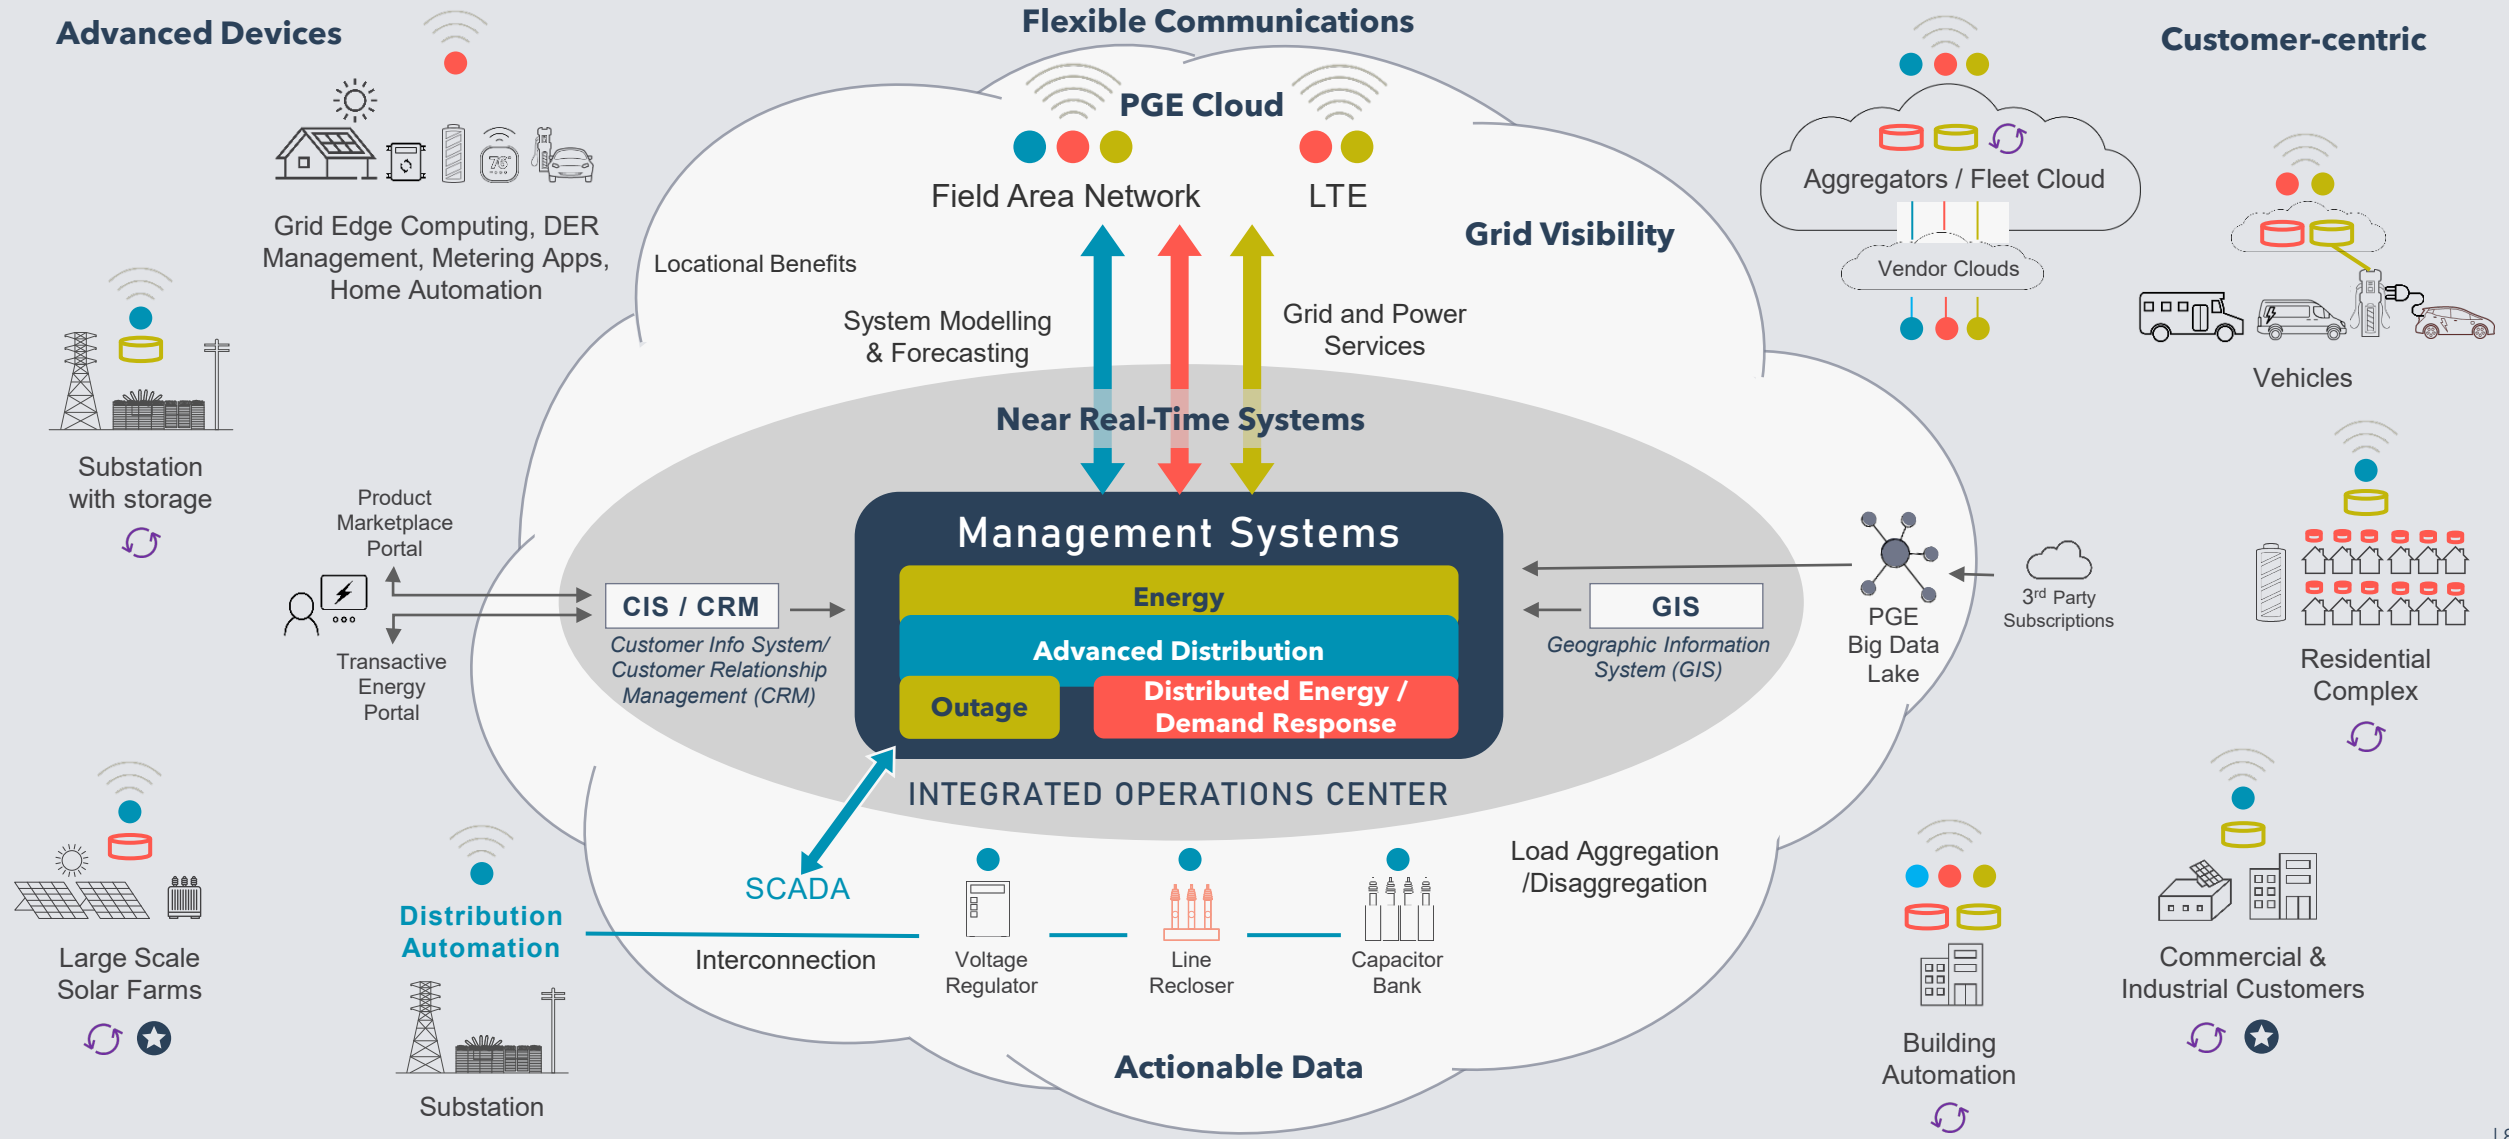 Advanced Devices
Flexible Communications
Customer-centric
PGE Cloud
Field Area Network
LTE
Grid Visibility
Locational Benefits
System Modelling
& Forecasting
Grid and Power
Services
Near Real-Time Systems
76°
Grid Edge Computing, DER
Management, Metering Apps,
Home Automation
Substation
with storage
Product
Marketplace
Portal
Transactive
Energy
Portal
CIS / CRM
Customer Info System/
Customer Relationship
Management (CRM)
Management Systems
Energy
Advanced Distribution
Outage
Distributed Energy /
Demand Response
INTEGRATED OPERATIONS CENTER
GIS
Geographic Information
System (GIS)
PGE
Big Data
Lake
3rd Party
Subscriptions
Aggregators / Fleet Cloud
Vendor Clouds
Vehicles
Residential
Complex
Large Scale
Solar Farms
Distribution
Automation
Substation
SCADA
Interconnection
Voltage
Regulator
Line
Recloser
Capacitor
Bank
Load Aggregation
/Disaggregation
Actionable Data
Building
Automation
Commercial &
Industrial Customers